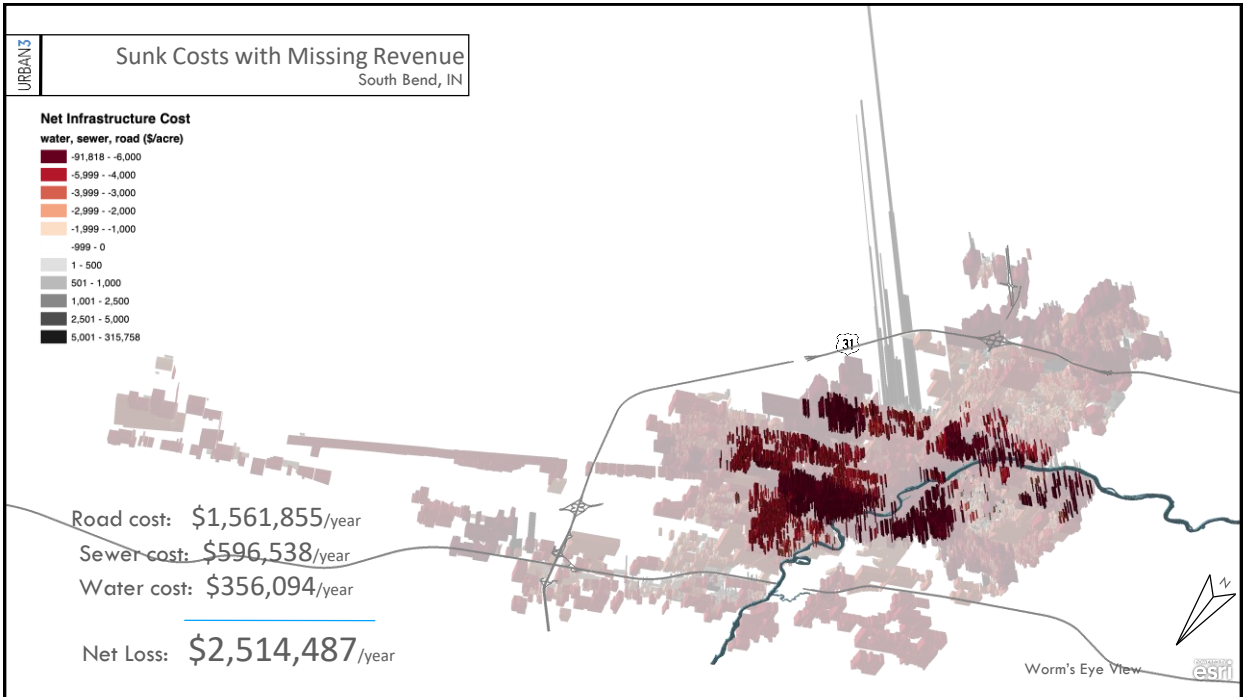 URBAN3
Sunk Costs with Missing Revenue
South Bend, IN
Net Infrastructure Cost
water, sewer, road ($/acre)
-91,818 - -6,000
-5,999 - -4,000
-3,999 - -3,000
-2,999 - -2,000
-1,999 - -1,000
-999 - 0
1 - 500
501 - 1,000
1,001 - 2,500
2,501 - 5,000
5,001 - 315,758
31
Road cost: $1,561,855/year
Sewer cost: $596,538/year
Water cost: $356,094/year
Net Loss: $2,514,487/year
N
Worm's Eye View
esri